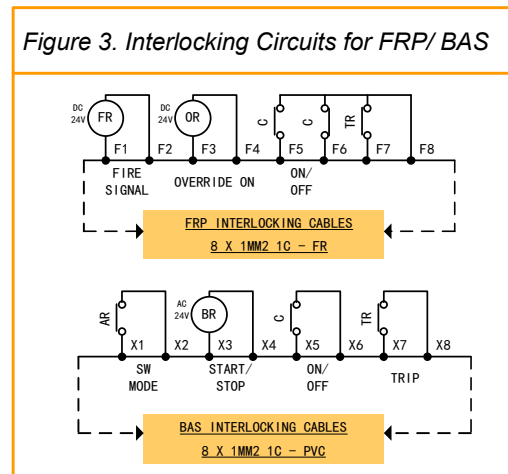 Figure 3. Interlocking Circuits for FRP/ BAS
DC
24V
FR
DC
24V
OR
C
C
TR
F1
F2
F3
F4
F5
F6
F7
F8
FIRE
SIGNAL
OVERRIDE ON
ON/
OFF
FRP INTERLOCKING CABLES
8 X 1MM2 1C - FR
AR
AC
24V
BR
C
TR
X1
X2
X3
X4
X5
X6
X7
X8
SW
MODE
START/
STOP
ON/
OFF
TRIP
BAS INTERLOCKING CABLES
8 X 1MM2 1C - PVC